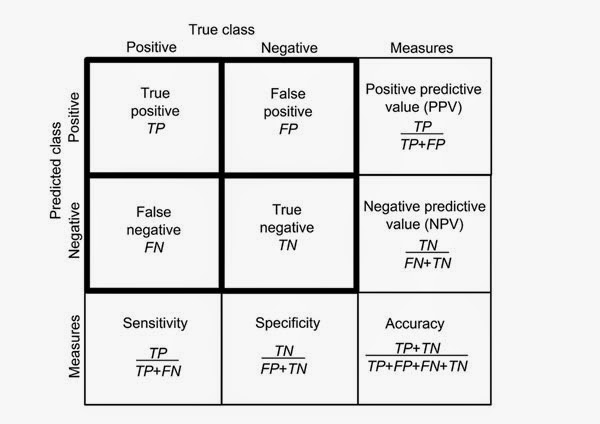 True class
Positive
Negative
Measures
Predicted class
Positive
True
positive
TP
False
positive
FP
Positive predictive
value (PPV)
TP
TP+FP
Negative
False
negative
FN
True
negative
TN
Negative predictive
value (NPV)
TN
FN+TN
Measures
Sensitivity
TP
TP+FN
Specificity
TN
FP+TN
Accuracy
TP+TN
TP+FP+FN+TN